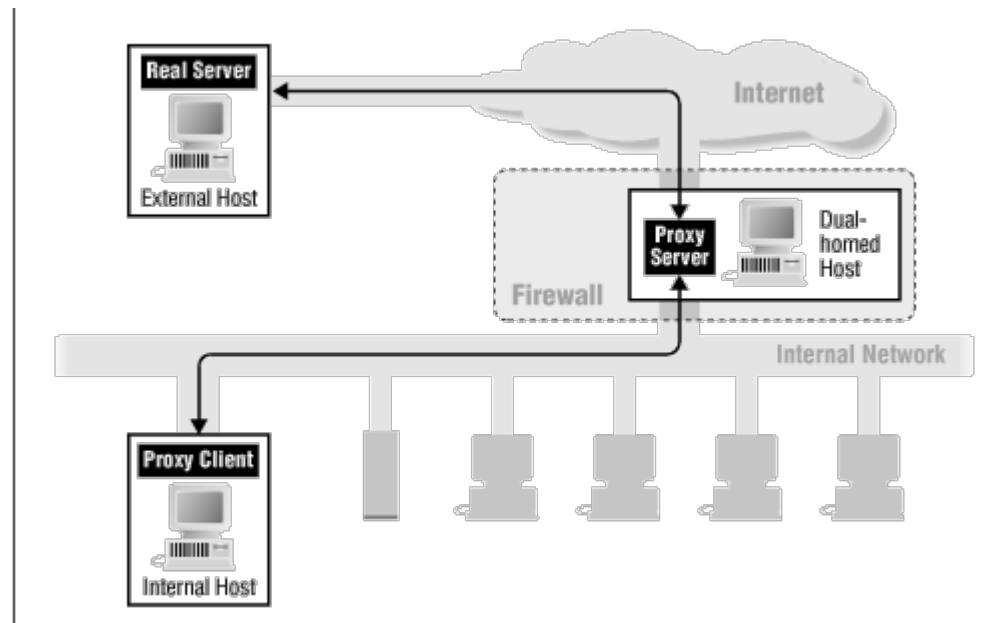 Real Server
External Host
Internet
Proxy
Server
Dual-
homed
Host
Firewall
Internal Network
Proxy Client
Internal Host